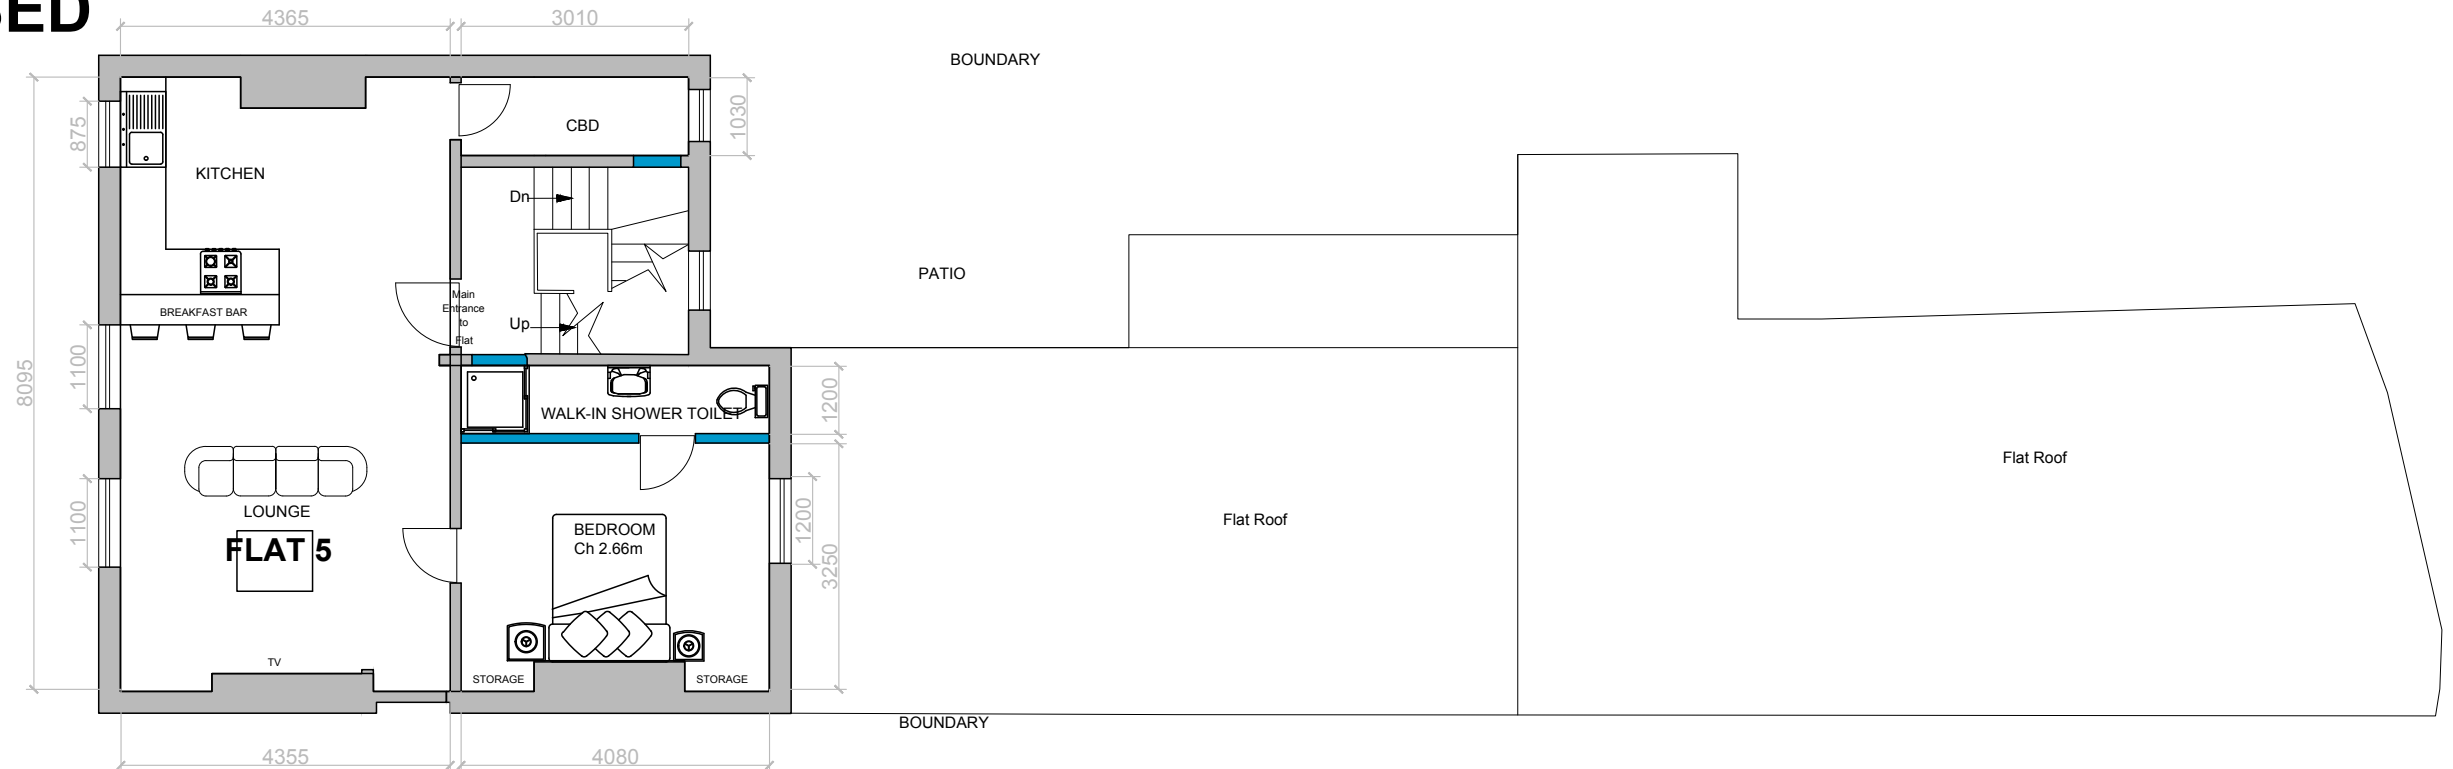 4365
3010
BOUNDARY
875
1030
CBD
KITCHEN
Dn
PATIO
Main
Entrance
to
Flat
BREAKFAST BAR
Up
8095
1100
1200
WALK-IN SHOWER TOILET
Flat Roof
1100
LOUNGE
FLAT 5
BEDROOM
Ch 2.66m
1200
3250
Flat Roof
TV
STORAGE
STORAGE
BOUNDARY
4355
4080